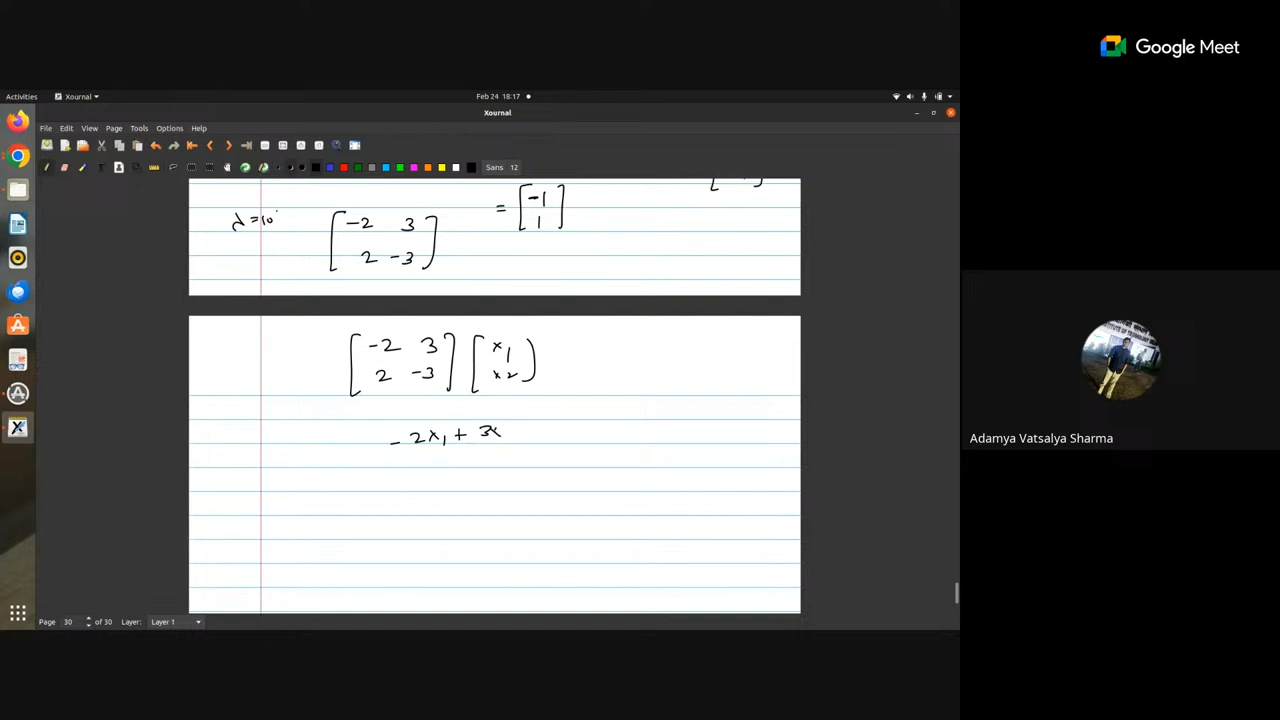 Google Meet
Activities Xournal Feb 24 18:17
Xournal
File Edit View Page Tools Options Help
Sans 12
λ=10 [-2 3
2 -3] = [-1
1]
[-2 3
2 -3] [x1
x2]
-2x1 + 3x
Adamya Vatsalya Sharma
Page 30 of 30 Layer: Layer 1